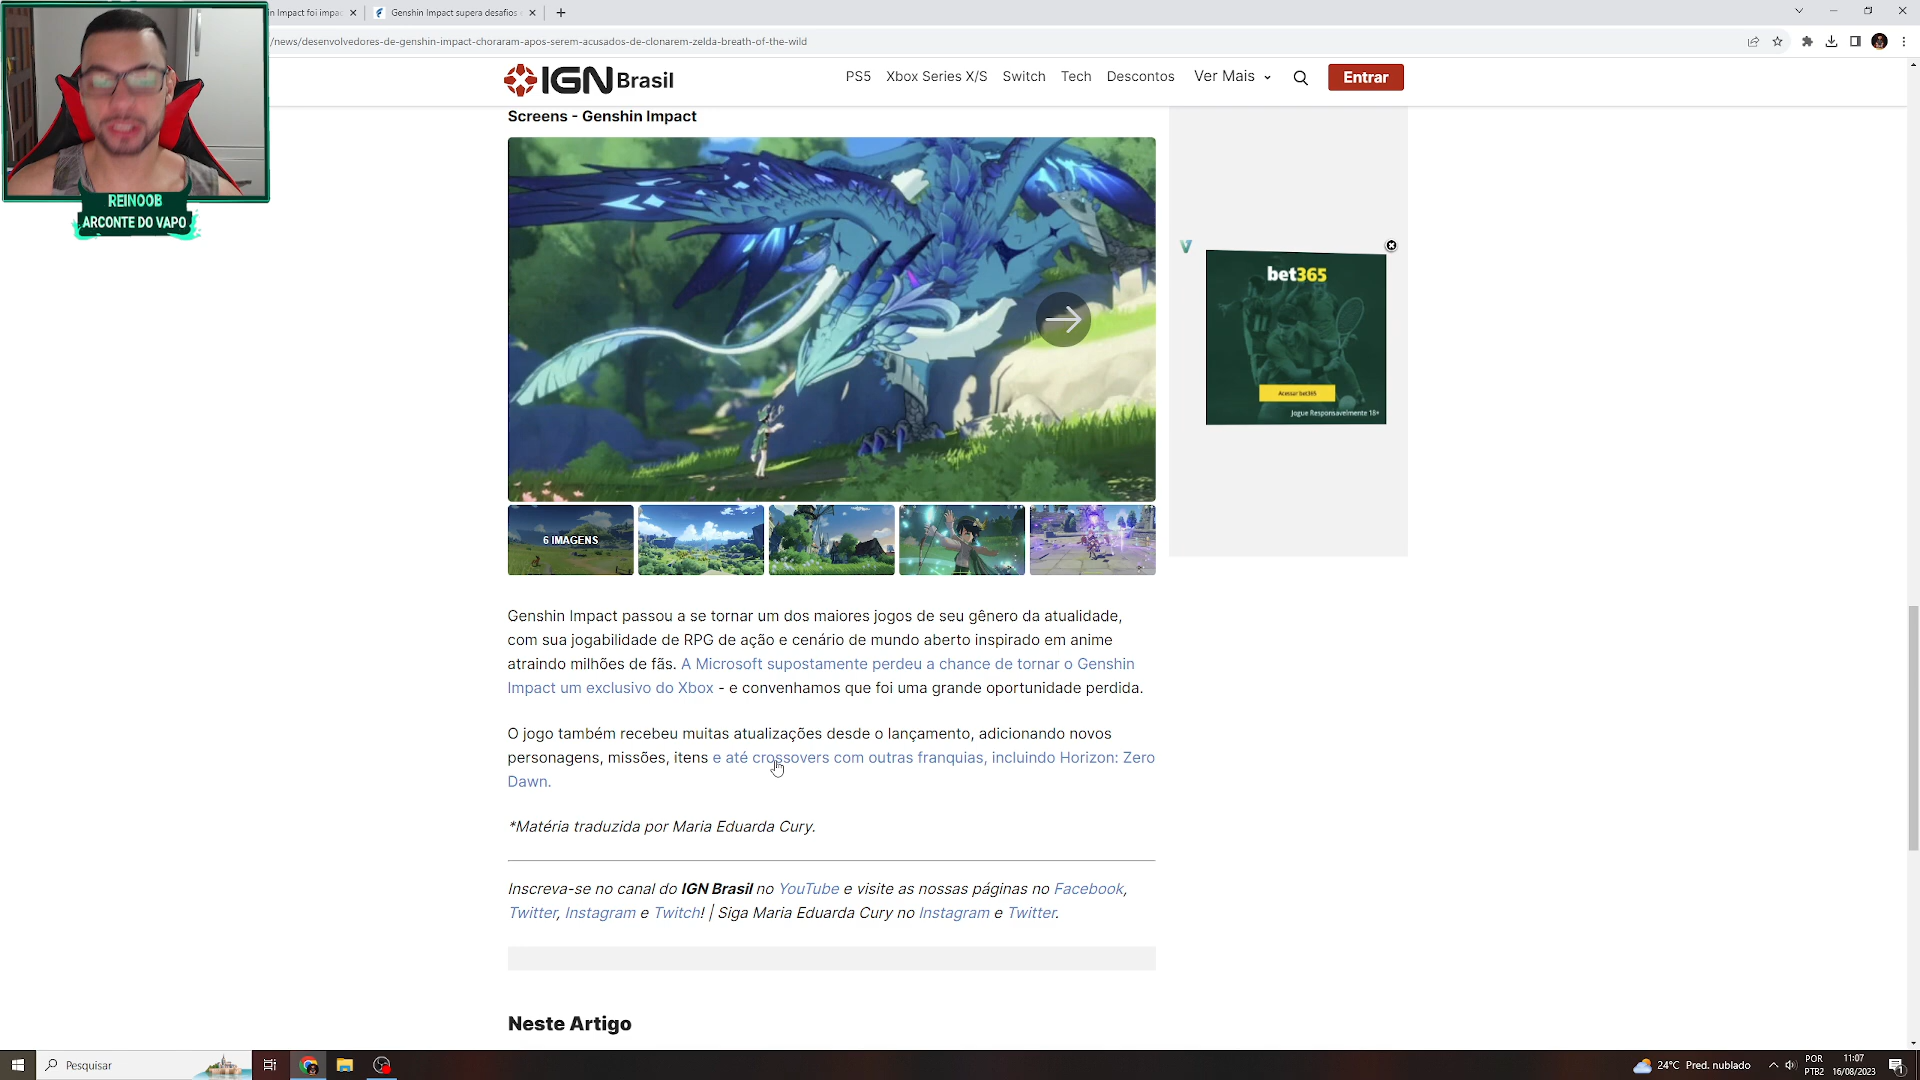 n Impact foi impac
Genshin Impact supera desafios
/news/desenvolvedores-de-genshin-impact-choraram-apos-serem-acusados-de-clonarem-zelda-breath-of-the-wild
REINOOB
ARCONTE DO VAPO
IGN Brasil
PS5 Xbox Series X/S Switch Tech Descontos Ver Mais Entrar
Screens - Genshin Impact
bet365
Acessar bet365
Jogue Responsavelmente 18+
6 IMAGENS
Genshin Impact passou a se tornar um dos maiores jogos de seu gênero da atualidade,
com sua jogabilidade de RPG de ação e cenário de mundo aberto inspirado em anime
atraindo milhões de fãs. A Microsoft supostamente perdeu a chance de tornar o Genshin
Impact um exclusivo do Xbox - e convenhamos que foi uma grande oportunidade perdida.
O jogo também recebeu muitas atualizações desde o lançamento, adicionando novos
personagens, missões, itens e até crossovers com outras franquias, incluindo Horizon: Zero
Dawn.
*Matéria traduzida por Maria Eduarda Cury.
Inscreva-se no canal do IGN Brasil no YouTube e visite as nossas páginas no Facebook,
Twitter, Instagram e Twitch! | Siga Maria Eduarda Cury no Instagram e Twitter.
Neste Artigo
Pesquisar
24°C Pred. nublado
POR
PTB2
11:07
16/08/2023
1